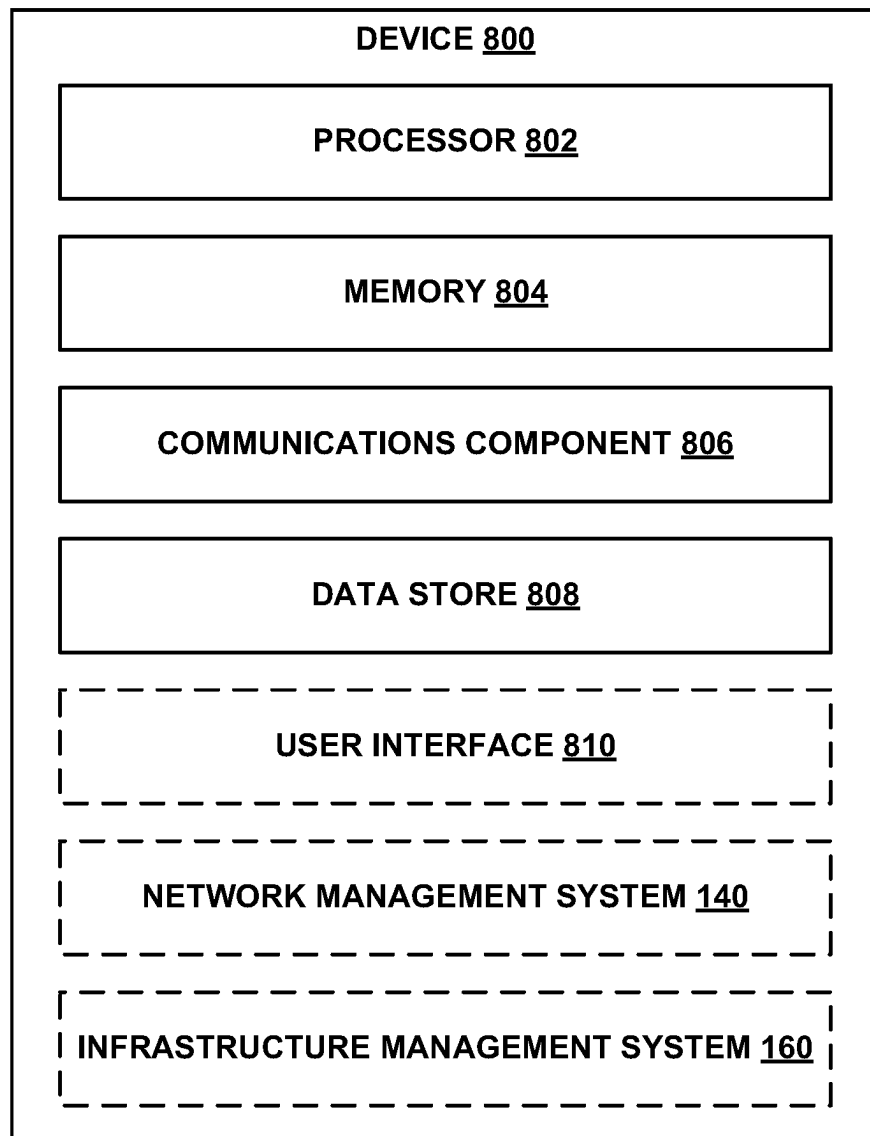 DEVICE 800
PROCESSOR 802
MEMORY 804
COMMUNICATIONS COMPONENT 806
DATA STORE 808
USER INTERFACE 810
NETWORK MANAGEMENT SYSTEM 140
INFRASTRUCTURE MANAGEMENT SYSTEM 160